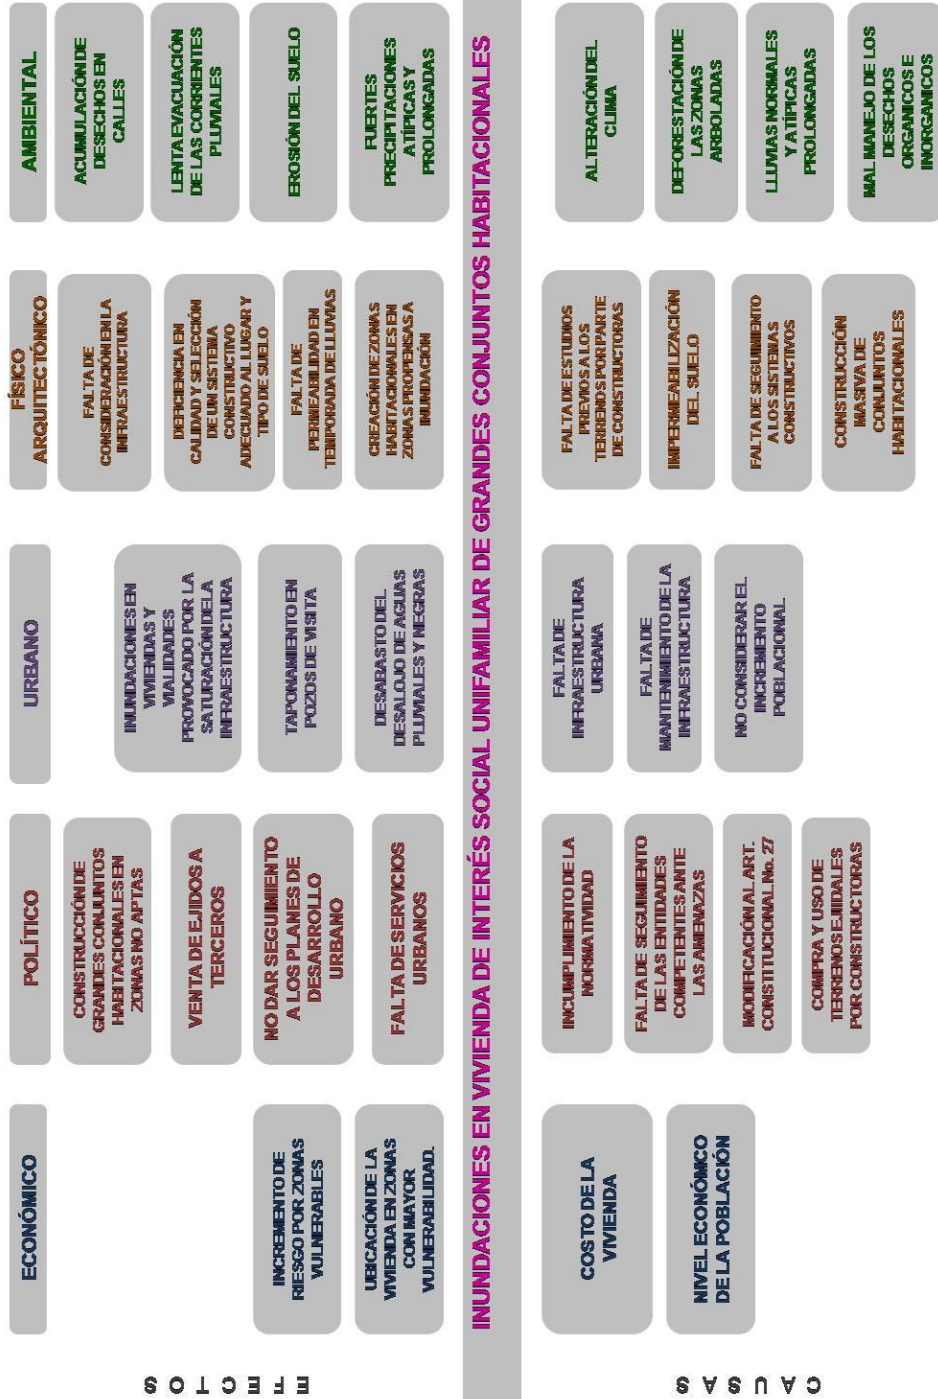 ECONÓMICO
POLÍTICO
URBANO
FÍSICO
ARQUITECTÓNICO
AMBIENTAL
EFECTOS
INCREMENTO DE
RIESGO POR ZONAS
VULNERABLES
UBICACIÓN DE LA
VIVIENDA EN ZONAS
CON MAYOR
VULNERABILIDAD.
CONSTRUCCIÓN DE
GRANDES CONJUNTOS
HABITACIONALES EN
ZONAS NO APTAS
VENTA DE EJIDOS A
TERCEROS
NO DAR SEGUIMIENTO
A LOS PLANES DE
DESARROLLO
URBANO
FALTA DE SERVICIOS
URBANOS
INUNDACIONES EN
VIVIENDAS Y
VIALIDADES
PROVOCADO POR LA
SATURACIÓN DE LA
INFRAESTRUCTURA
TAPONAMIENTO EN
POZOS DE VISITA
DESABASTO DEL
DESALOJO DE AGUAS
PLUVIALES Y NEGRAS
FALTA DE
CONSIDERACIÓN EN LA
INFRAESTRUCTURA
DEFICIENCIA EN
CALIDAD Y SELECCIÓN
DE UN SISTEMA
CONSTRUCTIVO
ADECUADO AL LUGAR Y
TIPO DE SUELO
FALTA DE
PERMEABILIDAD EN
TEMPORADA DE LLUVIAS
CREACIÓN DE ZONAS
HABITACIONALES EN
ZONAS PROPENSAS A
INUNDACIÓN
ACUMULACIÓN DE
DESECHOS EN
CALLES
LENTA EVACUACIÓN
DE LAS CORRIENTES
PLUVIALES
EROSIÓN DEL SUELO
FUERTES
PRECIPITACIONES
ATÍPICAS Y
PROLONGADAS
INUNDACIONES EN VIVIENDA DE INTERÉS SOCIAL UNIFAMILIAR DE GRANDES CONJUNTOS HABITACIONALES
CAUSAS
COSTO DE LA
VIVIENDA
NIVEL ECONÓMICO
DE LA POBLACIÓN
INCUMPLIMIENTO DE LA
NORMATIVIDAD
FALTA DE SEGUIMIENTO
DE LAS ENTIDADES
COMPETENTES ANTE
LAS AMENAZAS
MODIFICACIÓN AL ART.
CONSTITUCIONAL No. 27
COMPRA Y USO DE
TERRENOS EJIDALES
POR CONSTRUCTORAS
FALTA DE
INFRAESTRUCTURA
URBANA
FALTA DE
MANTENIMIENTO DE LA
INFRAESTRUCTURA
NO CONSIDERAR EL
INCREMENTO
POBLACIONAL
FALTA DE ESTUDIOS
PREVIOS A LOS
TERRENO POR PARTE
DE CONSTRUCTORAS
IMPERMEABILIZACIÓN
DEL SUELO
FALTA DE SEGUIMIENTO
A LOS SISTEMAS
CONSTRUCTIVOS
CONSTRUCCIÓN
MASIVA DE
CONJUNTOS
HABITACIONALES
ALTERACIÓN DEL
CLIMA
DEFORESTACIÓN DE
LAS ZONAS
ARBOLADAS
LLUVIAS NORMALES
Y ATÍPICAS
PROLONGADAS
MAL MANEJO DE LOS
DESECHOS
ORGANICOS E
INORGANICOS